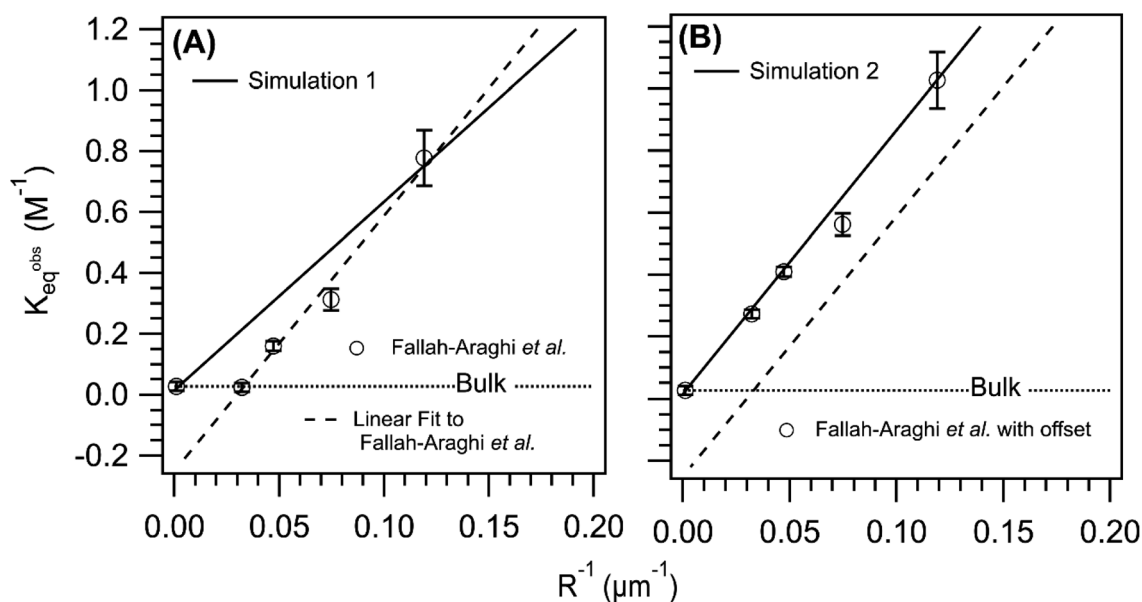 (A)
Simulation 1
Fallah-Araghi et al.
Bulk
Linear Fit to
Fallah-Araghi et al.
1.2
1.0
0.8
0.6
0.4
0.2
0.0
-0.2
0.00
0.05
0.10
0.15
0.20
K_eq^obs (M^-1)
(B)
Simulation 2
Bulk
Fallah-Araghi et al. with offset
0.00
0.05
0.10
0.15
0.20
R^-1 (µm^-1)